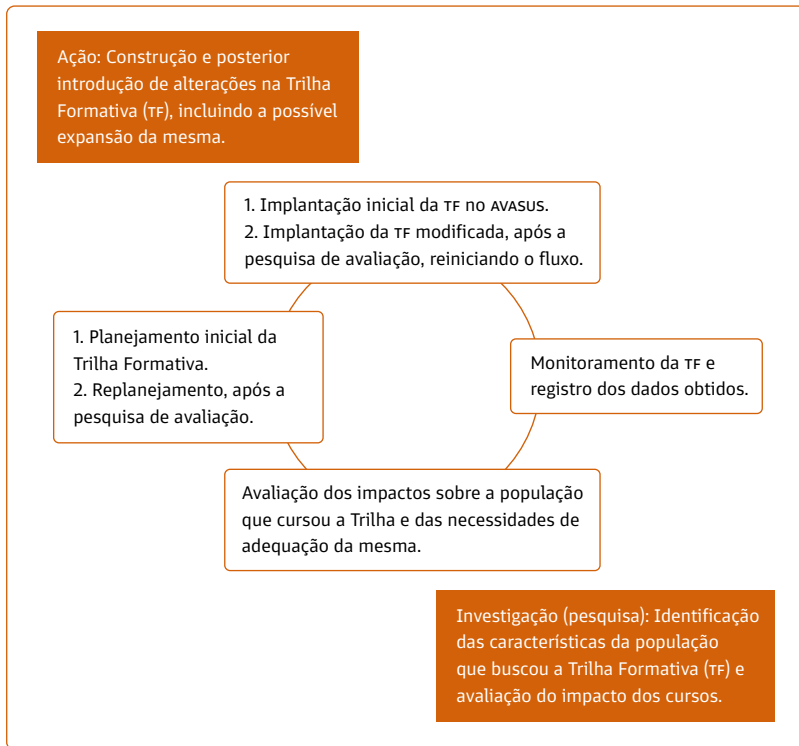 Ação: Construção e posterior
introdução de alterações na Trilha
Formativa (TF), incluindo a possível
expansão da mesma.
1. Implantação inicial da TF no AVASUS.
2. Implantação da TF modificada, após a
pesquisa de avaliação, reiniciando o fluxo.
1. Planejamento inicial da
Trilha Formativa.
2. Replanejamento, após a
pesquisa de avaliação.
Monitoramento da TF e
registro dos dados obtidos.
Avaliação dos impactos sobre a população
que cursou a Trilha e das necessidades de
adequação da mesma.
Investigação (pesquisa): Identificação
das características da população
que buscou a Trilha Formativa (TF) e
avaliação do impacto dos cursos.